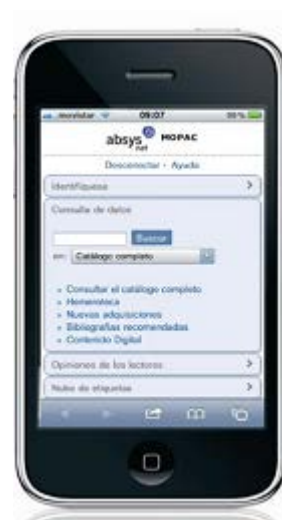 movistar 09:07
absys net MOPAC
Desconectar - Ayuda
Identifíquese
Consulta de datos
Buscar
en: Catálogo completo
» Consultar el catálogo completo
» Hemeroteca
» Nuevas adquisiciones
» Bibliografías recomendadas
» Contenido Digital
Opiniones de los lectores
Nube de etiquetas